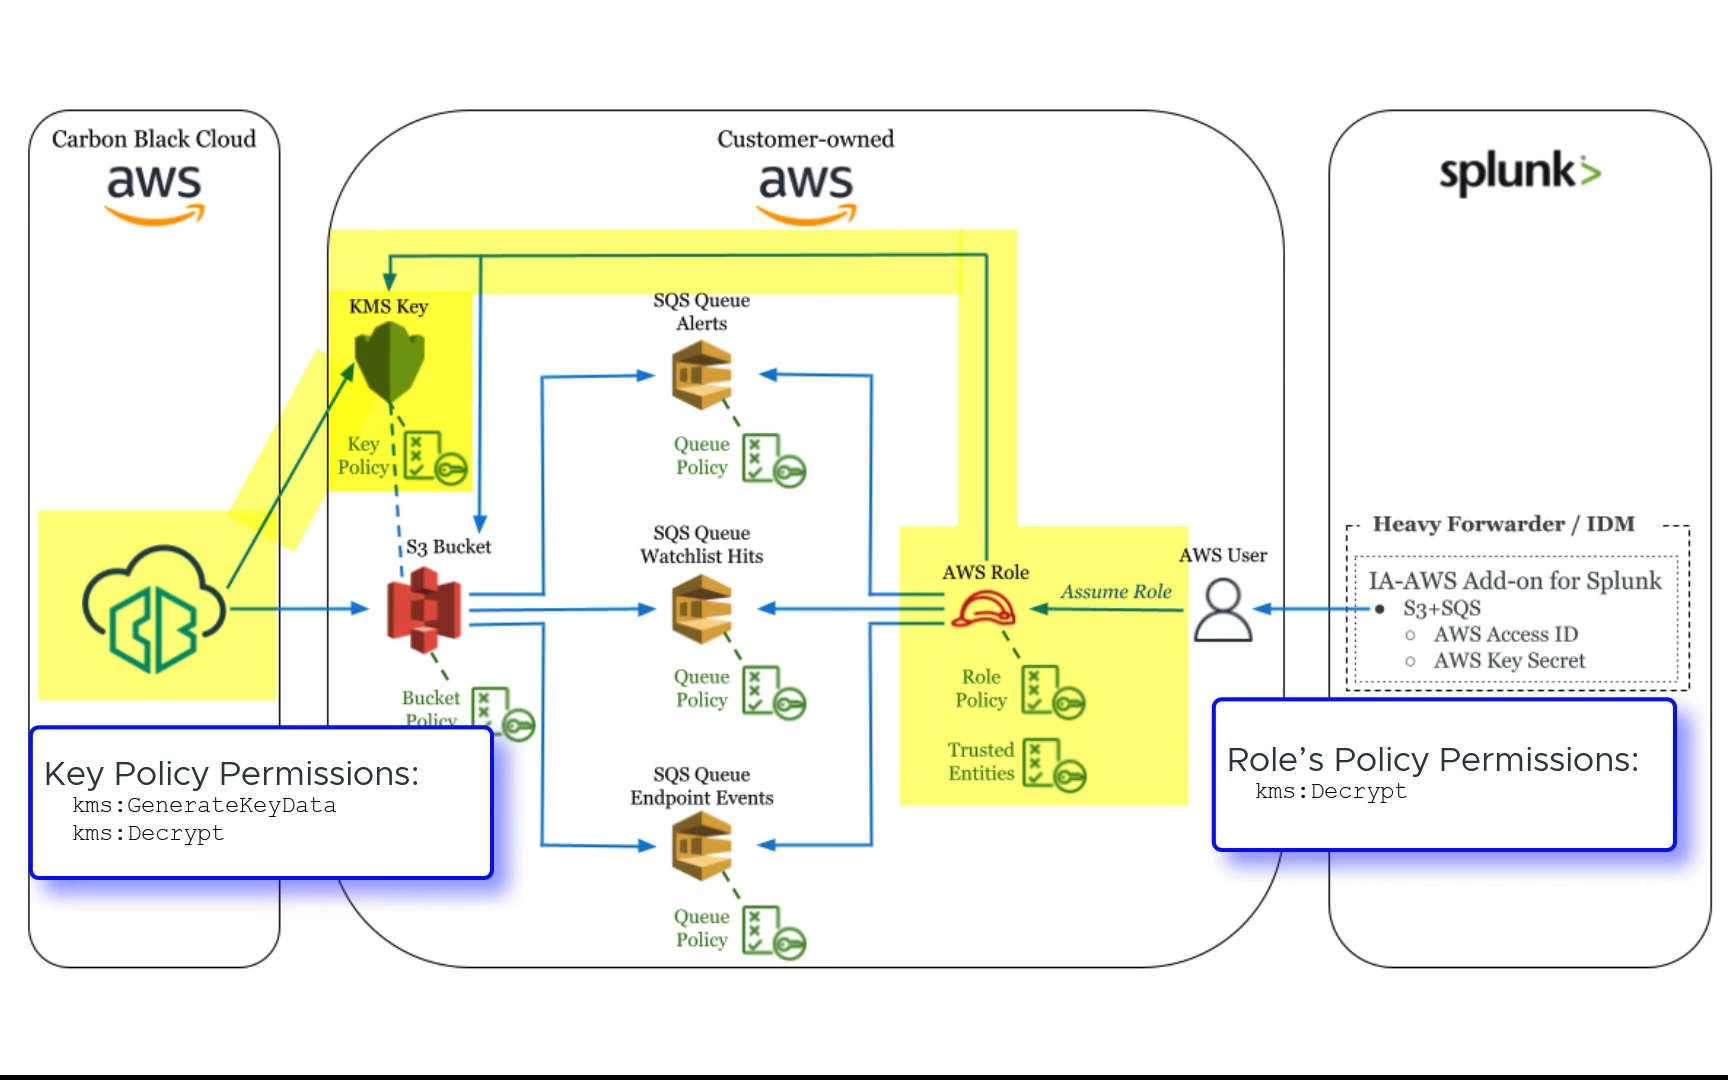 Carbon Black Cloud
aws
Customer-owned
aws
splunk>
KMS Key
Key
Policy
S3 Bucket
Bucket
Policy
SQS Queue
Alerts
Queue
Policy
SQS Queue
Watchlist Hits
Queue
Policy
SQS Queue
Endpoint Events
Queue
Policy
AWS Role
Assume Role
Role
Policy
Trusted
Entities
AWS User
Heavy Forwarder / IDM
IA-AWS Add-on for Splunk
S3+SQS
AWS Access ID
AWS Key Secret
Key Policy Permissions:
kms:GenerateKeyData
kms:Decrypt
Role’s Policy Permissions:
kms:Decrypt